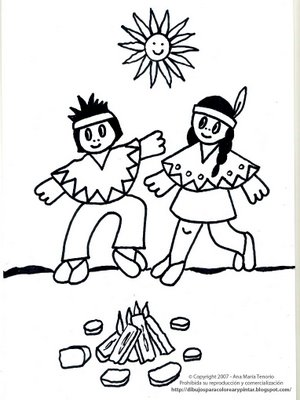 © Copyright 2007 - Ana María Tenorio
Prohibida su reproducción y comercialización
http://dibujosparacolorearypintar.blogspot.com/